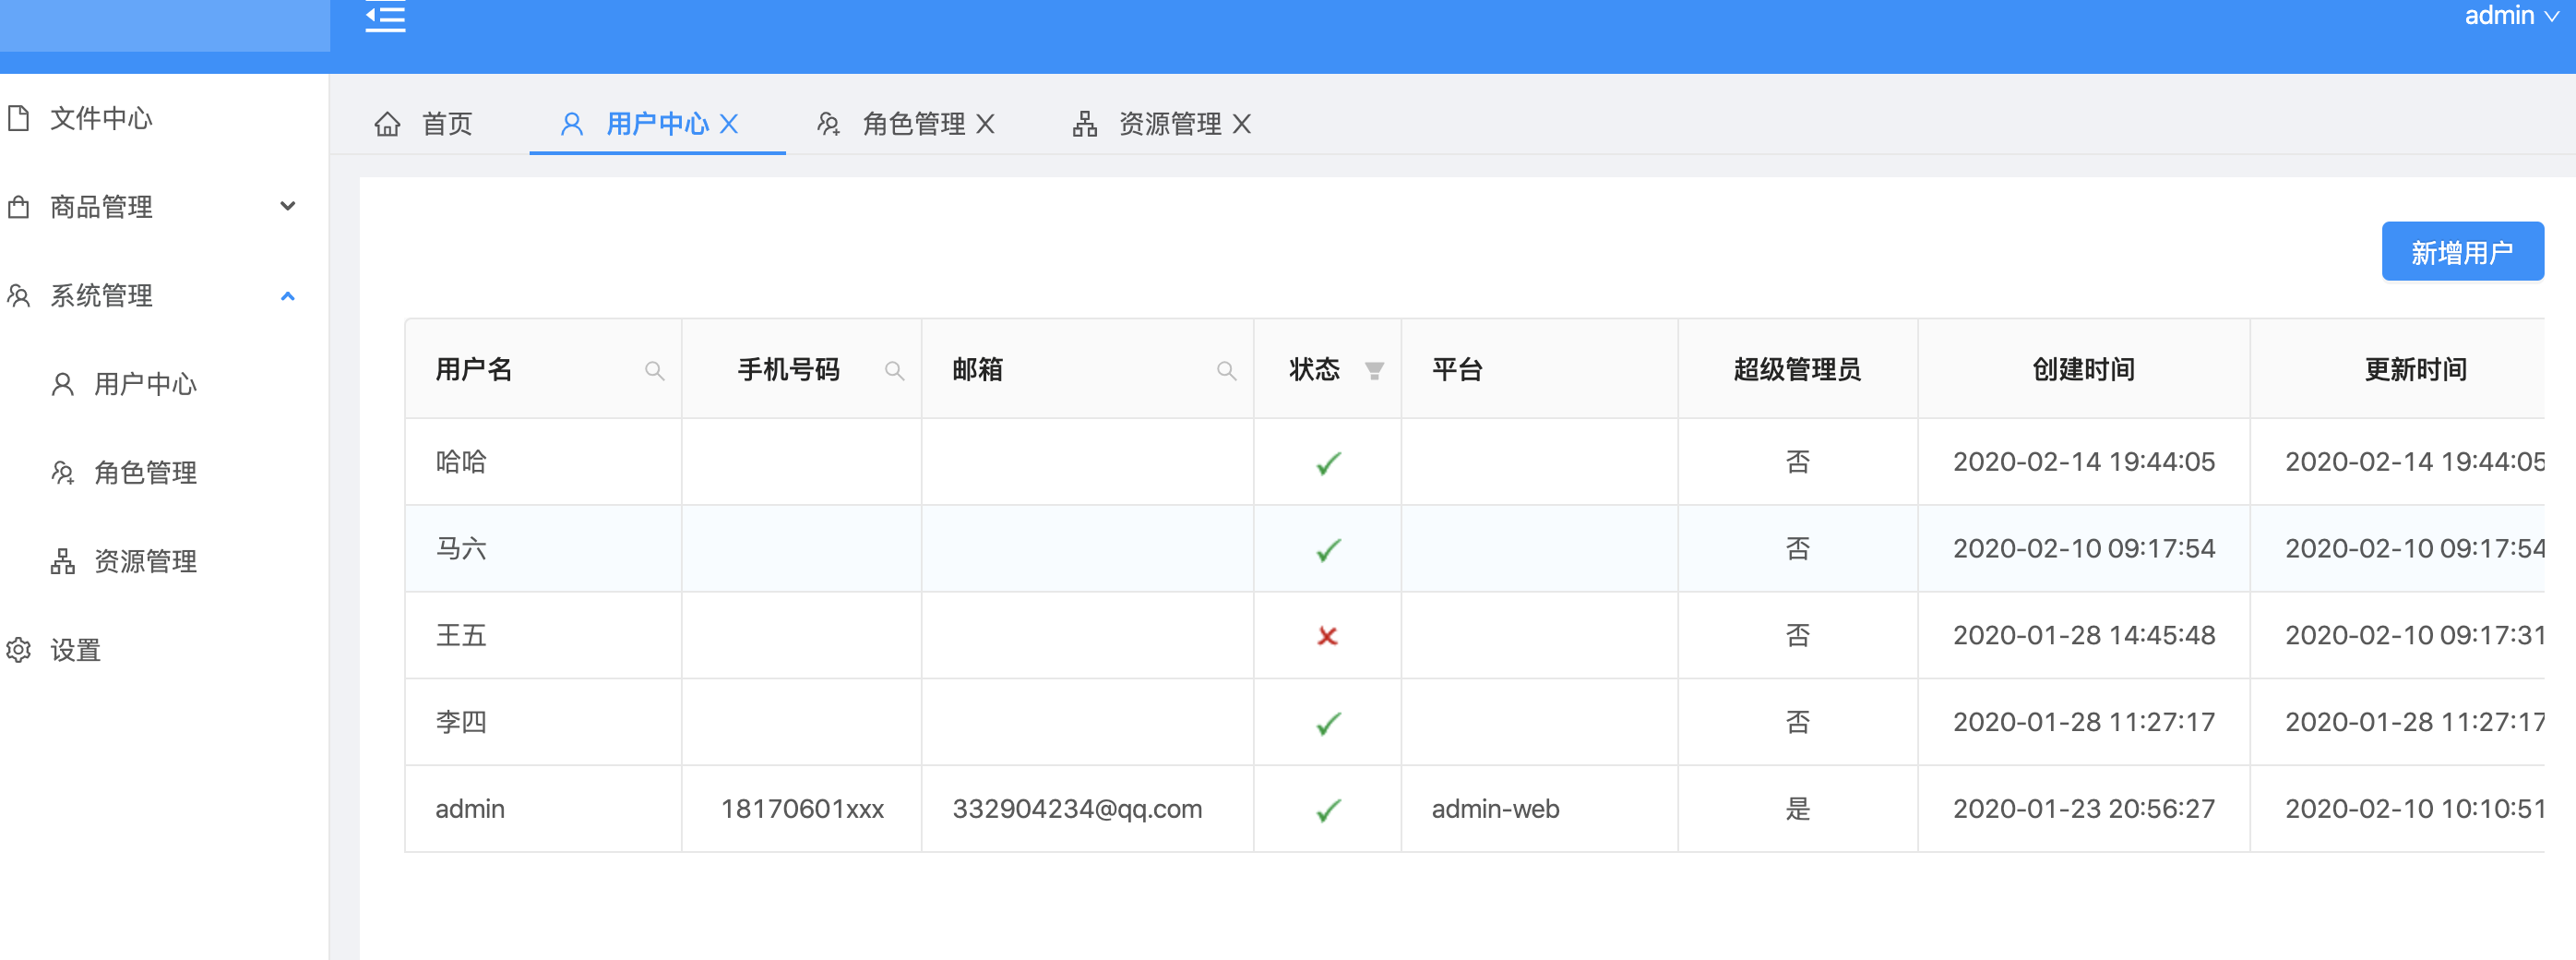 admin
文件中心
商品管理
系统管理
用户中心
角色管理
资源管理
设置
首页 用户中心 X 角色管理 X 资源管理 X
新增用户
用户名 手机号码 邮箱 状态 平台 超级管理员 创建时间 更新时间
哈哈 否 2020-02-14 19:44:05 2020-02-14 19:44:05
马六 否 2020-02-10 09:17:54 2020-02-10 09:17:54
王五 否 2020-01-28 14:45:48 2020-02-10 09:17:31
李四 否 2020-01-28 11:27:17 2020-01-28 11:27:17
admin 18170601xxx 332904234@qq.com admin-web 是 2020-01-23 20:56:27 2020-02-10 10:10:51